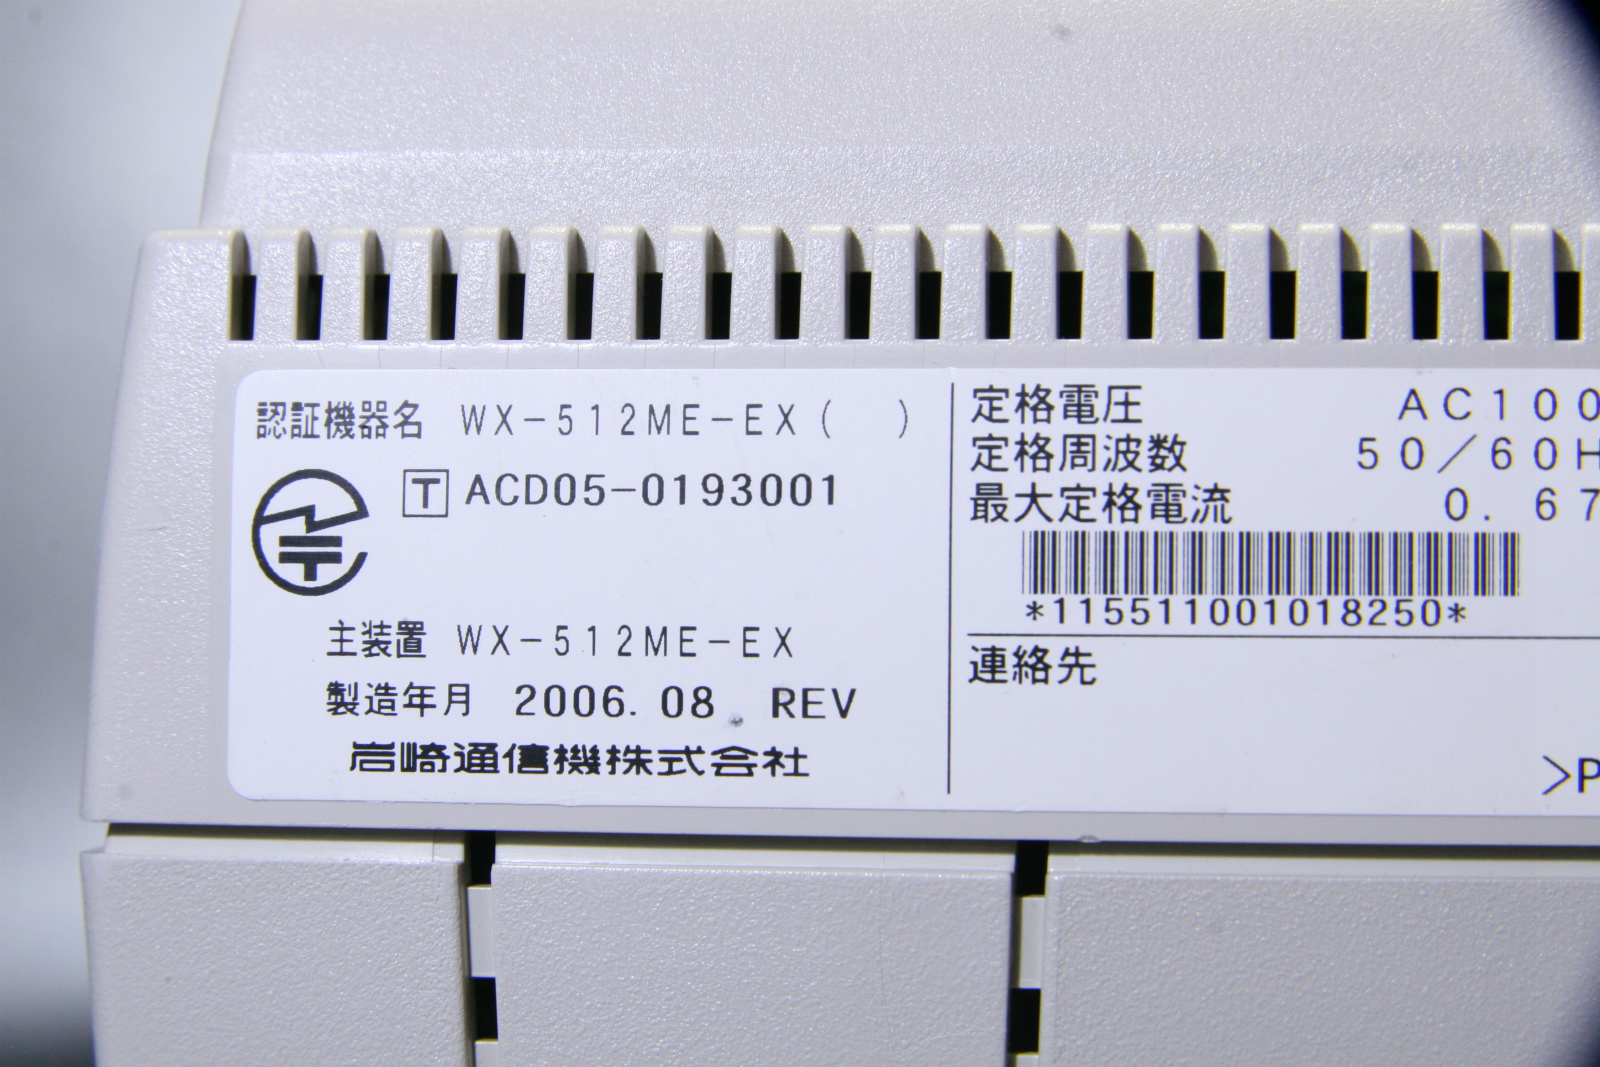 認証機器名 WX-512ME-EX( )
T ACD05-0193001
主装置 WX-512ME-EX
製造年月 2006.08 REV
岩崎通信機株式会社
定格電圧 AC100
定格周波数 50/60H
最大定格電流 0.67
*115511001018250*
連絡先
>P